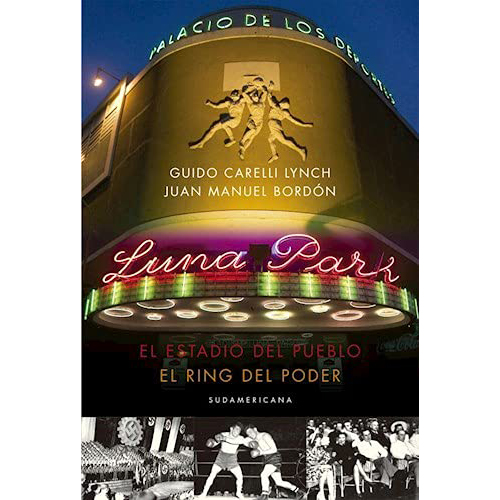 PALACIO DE LOS DEPORTES
GUIDO CARELLI LYNCH
JUAN MANUEL BORDÓN
Luna Park
EL ESTADIO DEL PUEBLO
EL RING DEL PODER
SUDAMERICANA